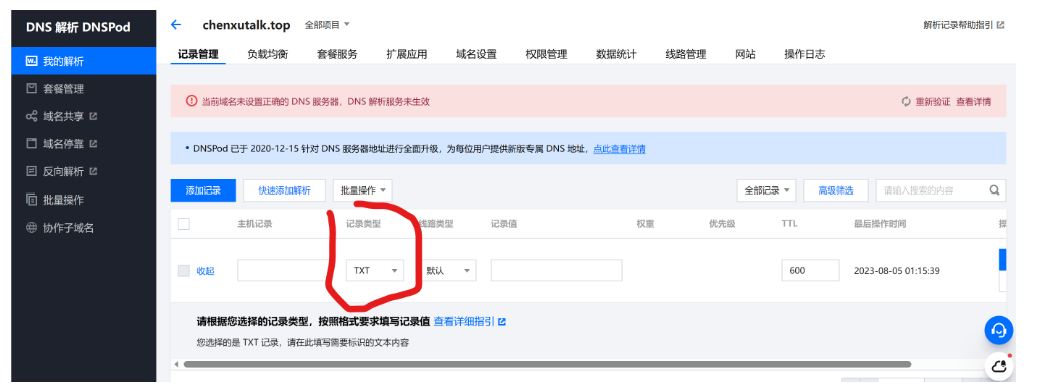 DNS 解析 DNSPod
chenxutalk.top 全部项目
解析记录帮助指引
我的解析
套餐管理
域名共享
域名停靠
反向解析
批量操作
协作子域名
记录管理 负载均衡 套餐服务 扩展应用 域名设置 权限管理 数据统计 线路管理 网站 操作日志
当前域名未设置正确的 DNS 服务器，DNS 解析服务未生效
重新验证 查看详情
• DNSPod 已于 2020-12-15 针对 DNS 服务器地址进行全面升级，为每位用户提供新版专属 DNS 地址，点此查看详情
添加记录 快速添加解析 批量操作 全部记录 高级筛选 请输入搜索的内容
主机记录 记录类型 线路类型 记录值 权重 优先级 TTL 最后操作时间
收起 TXT 默认 600 2023-08-05 01:15:39
请根据您选择的记录类型，按照格式要求填写记录值 查看详细指引
您选择的是 TXT 记录，请在此填写需要标识的文本内容